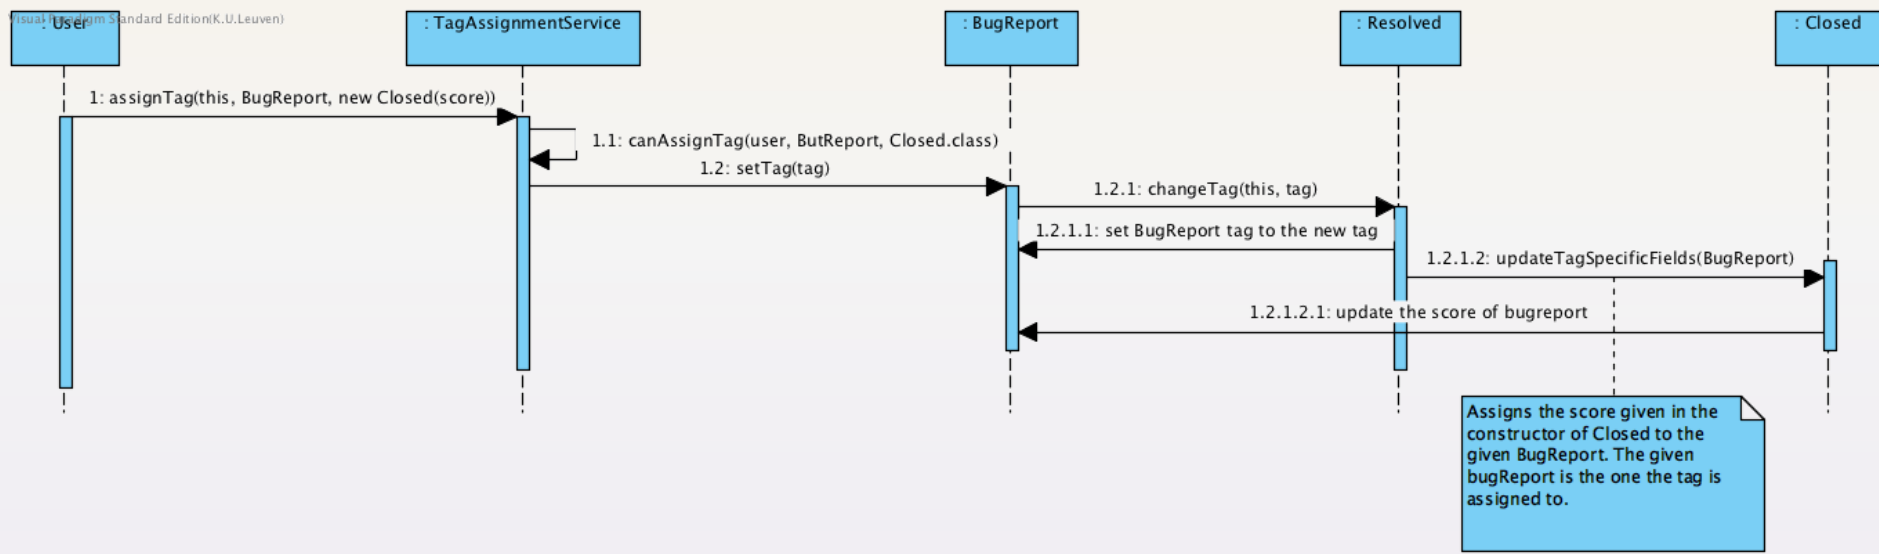 Visual Paradigm Standard Edition(K.U.Leuven)
: User
: TagAssignmentService
: BugReport
: Resolved
: Closed
1: assignTag(this, BugReport, new Closed(score))
1.1: canAssignTag(user, ButReport, Closed.class)
1.2: setTag(tag)
1.2.1: changeTag(this, tag)
1.2.1.1: set BugReport tag to the new tag
1.2.1.2: updateTagSpecificFields(BugReport)
1.2.1.2.1: update the score of bugreport
Assigns the score given in the
constructor of Closed to the
given BugReport. The given
bugReport is the one the tag is
assigned to.